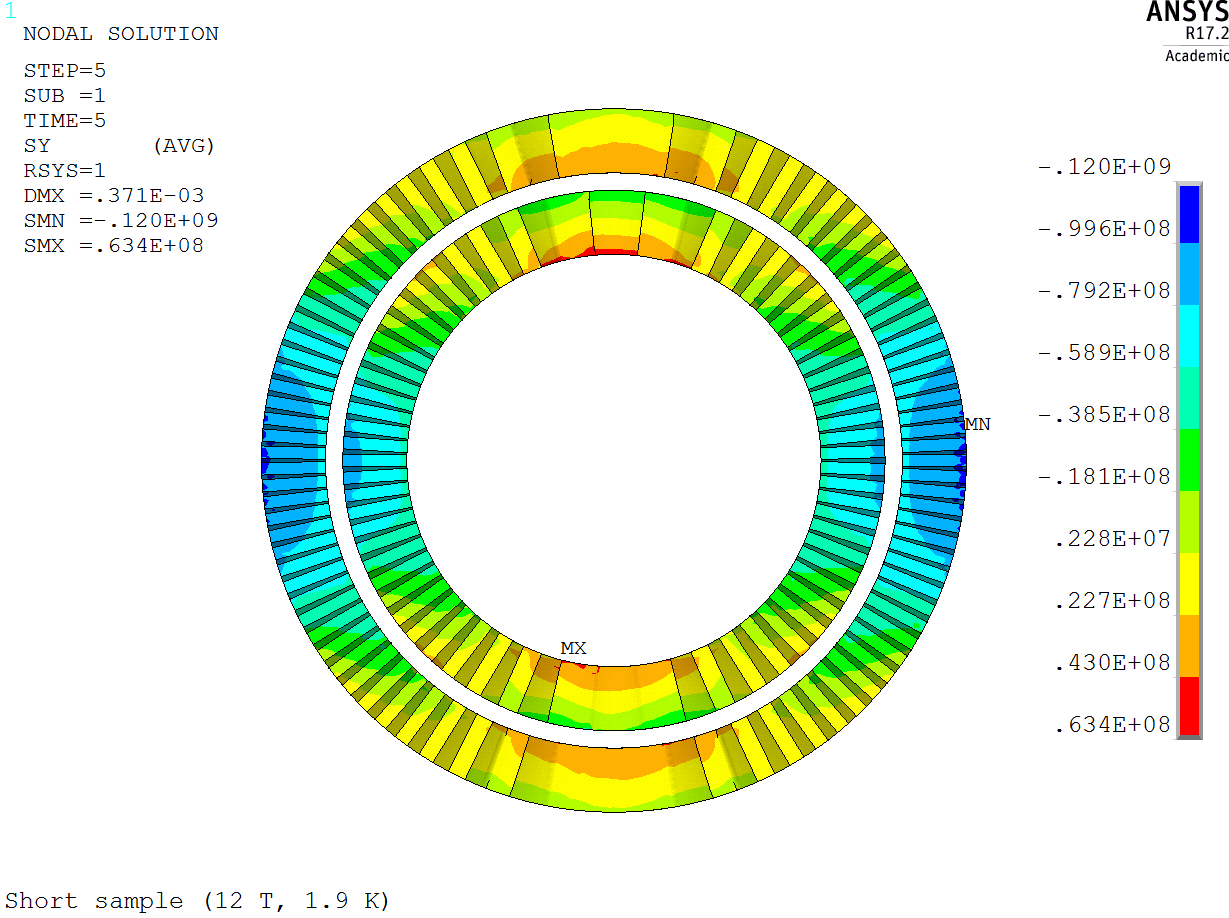 1
NODAL SOLUTION
STEP=5
SUB =1
TIME=5
SY (AVG)
RSYS=1
DMX =.371E-03
SMN =-.120E+09
SMX =.634E+08
ANSYS
R17.2
Academic
-.120E+09
-.996E+08
-.792E+08
-.589E+08
-.385E+08
-.181E+08
.228E+07
.227E+08
.430E+08
.634E+08
MN
MX
Short sample (12 T, 1.9 K)